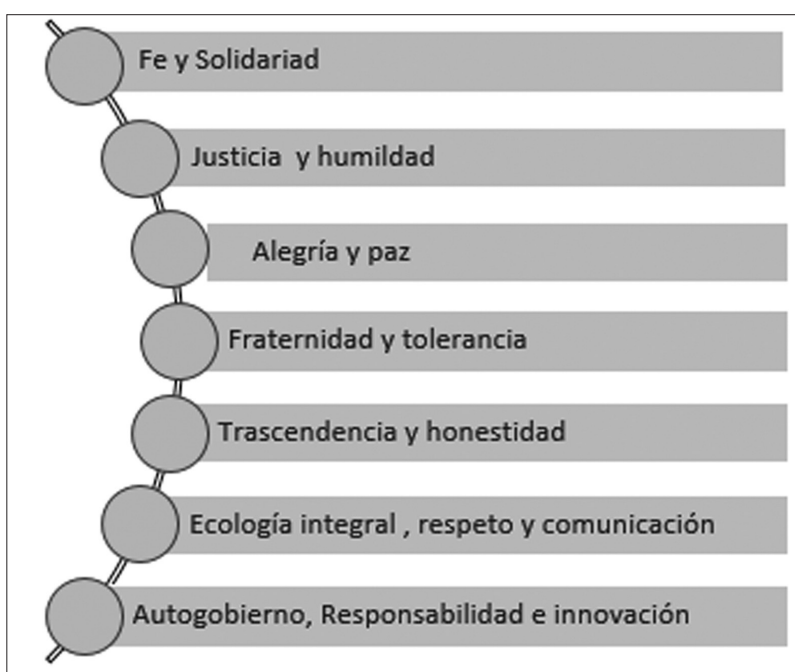 Fe y Solidariad
Justicia y humildad
Alegría y paz
Fraternidad y tolerancia
Trascendencia y honestidad
Ecología integral , respeto y comunicación
Autogobierno, Responsabilidad e innovación